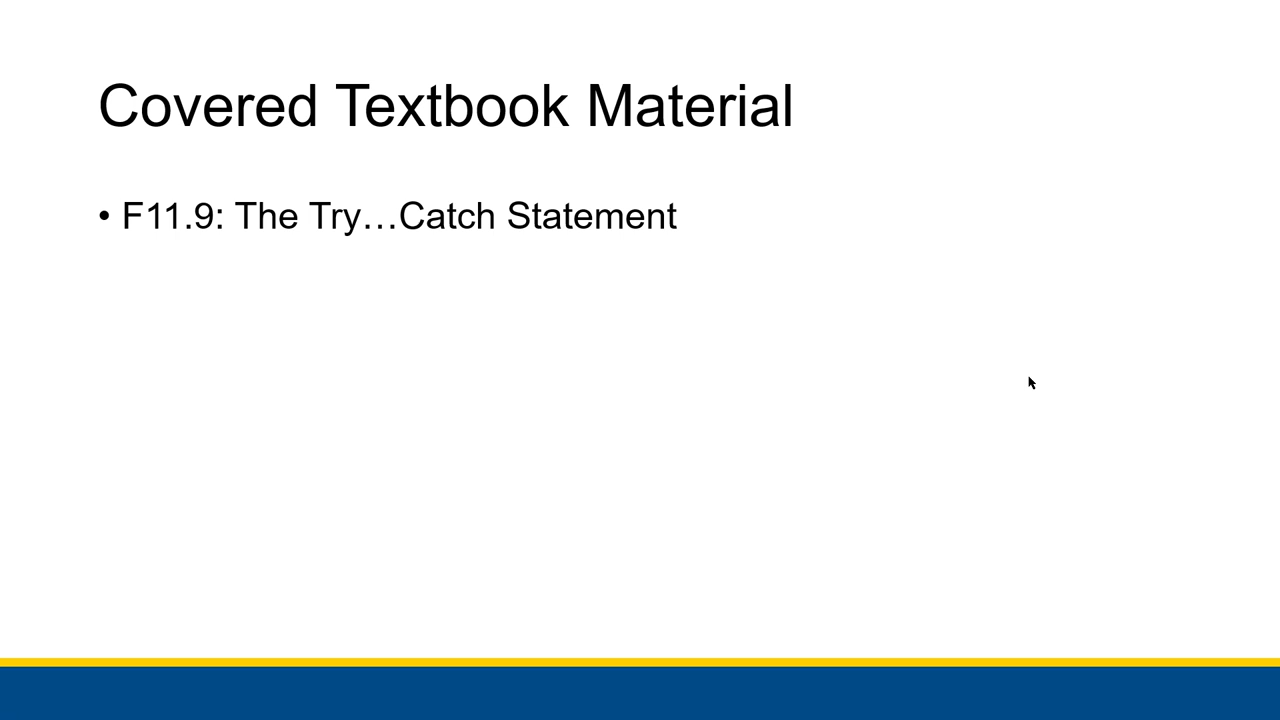 Covered Textbook Material
• F11.9: The Try…Catch Statement